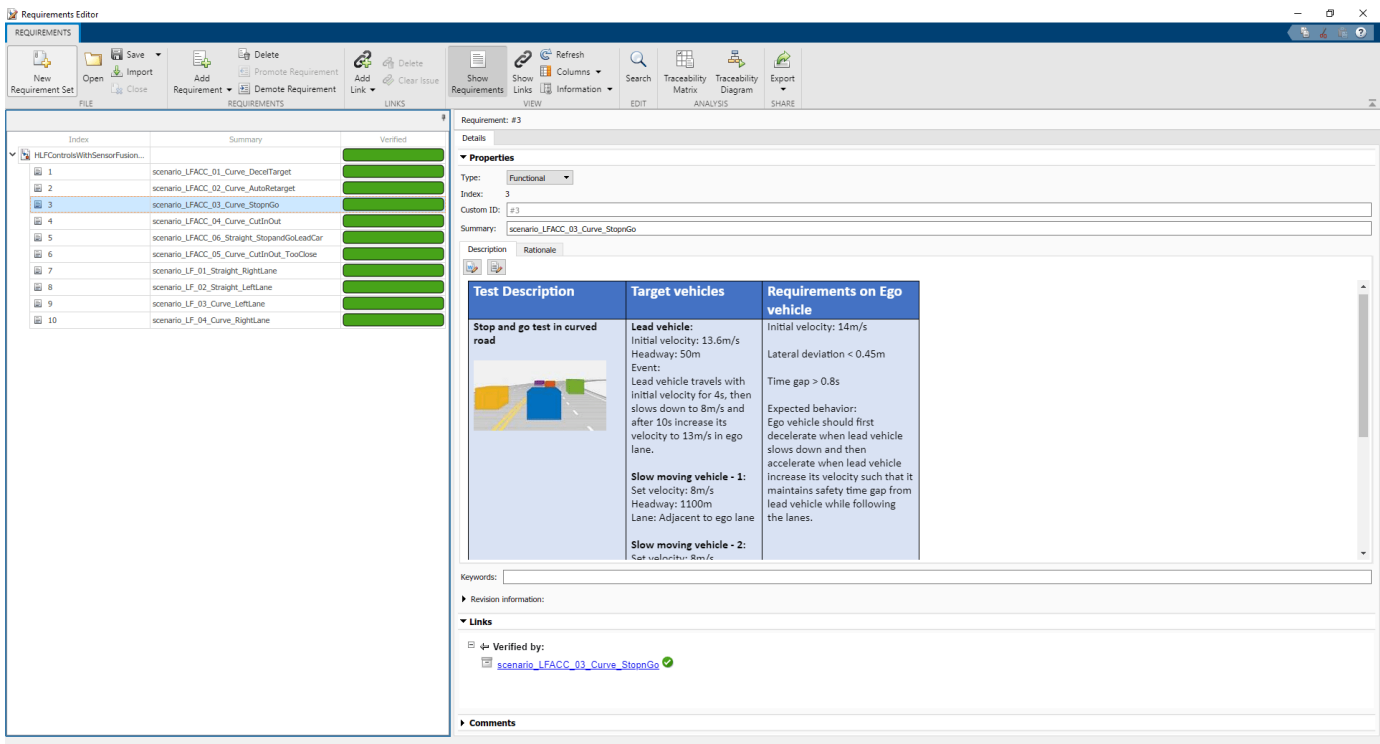 Requirements Editor
REQUIREMENTS
New Requirement Set
Open
Save
Import
Close
FILE
Add Requirement
Delete
Promote Requirement
Demote Requirement
REQUIREMENTS
Add Link
Delete
Clear Issue
LINKS
Show Requirements
Show Links
Refresh
Columns
Information
VIEW
Search
EDIT
Traceability Matrix
Traceability Diagram
ANALYSIS
Export
SHARE
Index Summary Verified
HLFControlsWithSensorFusion...
1 scenario_LFACC_01_Curve_DecelTarget
2 scenario_LFACC_02_Curve_AutoRetarget
3 scenario_LFACC_03_Curve_StopnGo
4 scenario_LFACC_04_Curve_CutInOut
5 scenario_LFACC_06_Straight_StopandGoLeadCar
6 scenario_LFACC_05_Curve_CutInOut_TooClose
7 scenario_LF_01_Straight_RightLane
8 scenario_LF_02_Straight_LeftLane
9 scenario_LF_03_Curve_LeftLane
10 scenario_LF_04_Curve_RightLane
Requirement: #3
Details
Properties
Type: Functional
Index: 3
Custom ID: #3
Summary: scenario_LFACC_03_Curve_StopnGo
Description Rationale
Test Description
Target vehicles
Requirements on Ego
vehicle
Stop and go test in curved
road
Lead vehicle:
Initial velocity: 13.6m/s
Headway: 50m
Event:
Lead vehicle travels with
initial velocity for 4s, then
slows down to 8m/s and
after 10s increase its
velocity to 13m/s in ego
lane.
Slow moving vehicle - 1:
Set velocity: 8m/s
Headway: 1100m
Lane: Adjacent to ego lane
Slow moving vehicle - 2:
Set velocity: 8m/s
Initial velocity: 14m/s
Lateral deviation < 0.45m
Time gap > 0.8s
Expected behavior:
Ego vehicle should first
decelerate when lead vehicle
slows down and then
accelerate when lead vehicle
increase its velocity such that it
maintains safety time gap from
lead vehicle while following
the lanes.
Keywords:
Revision information:
Links
Verified by:
scenario_LFACC_03_Curve_StopnGo
Comments